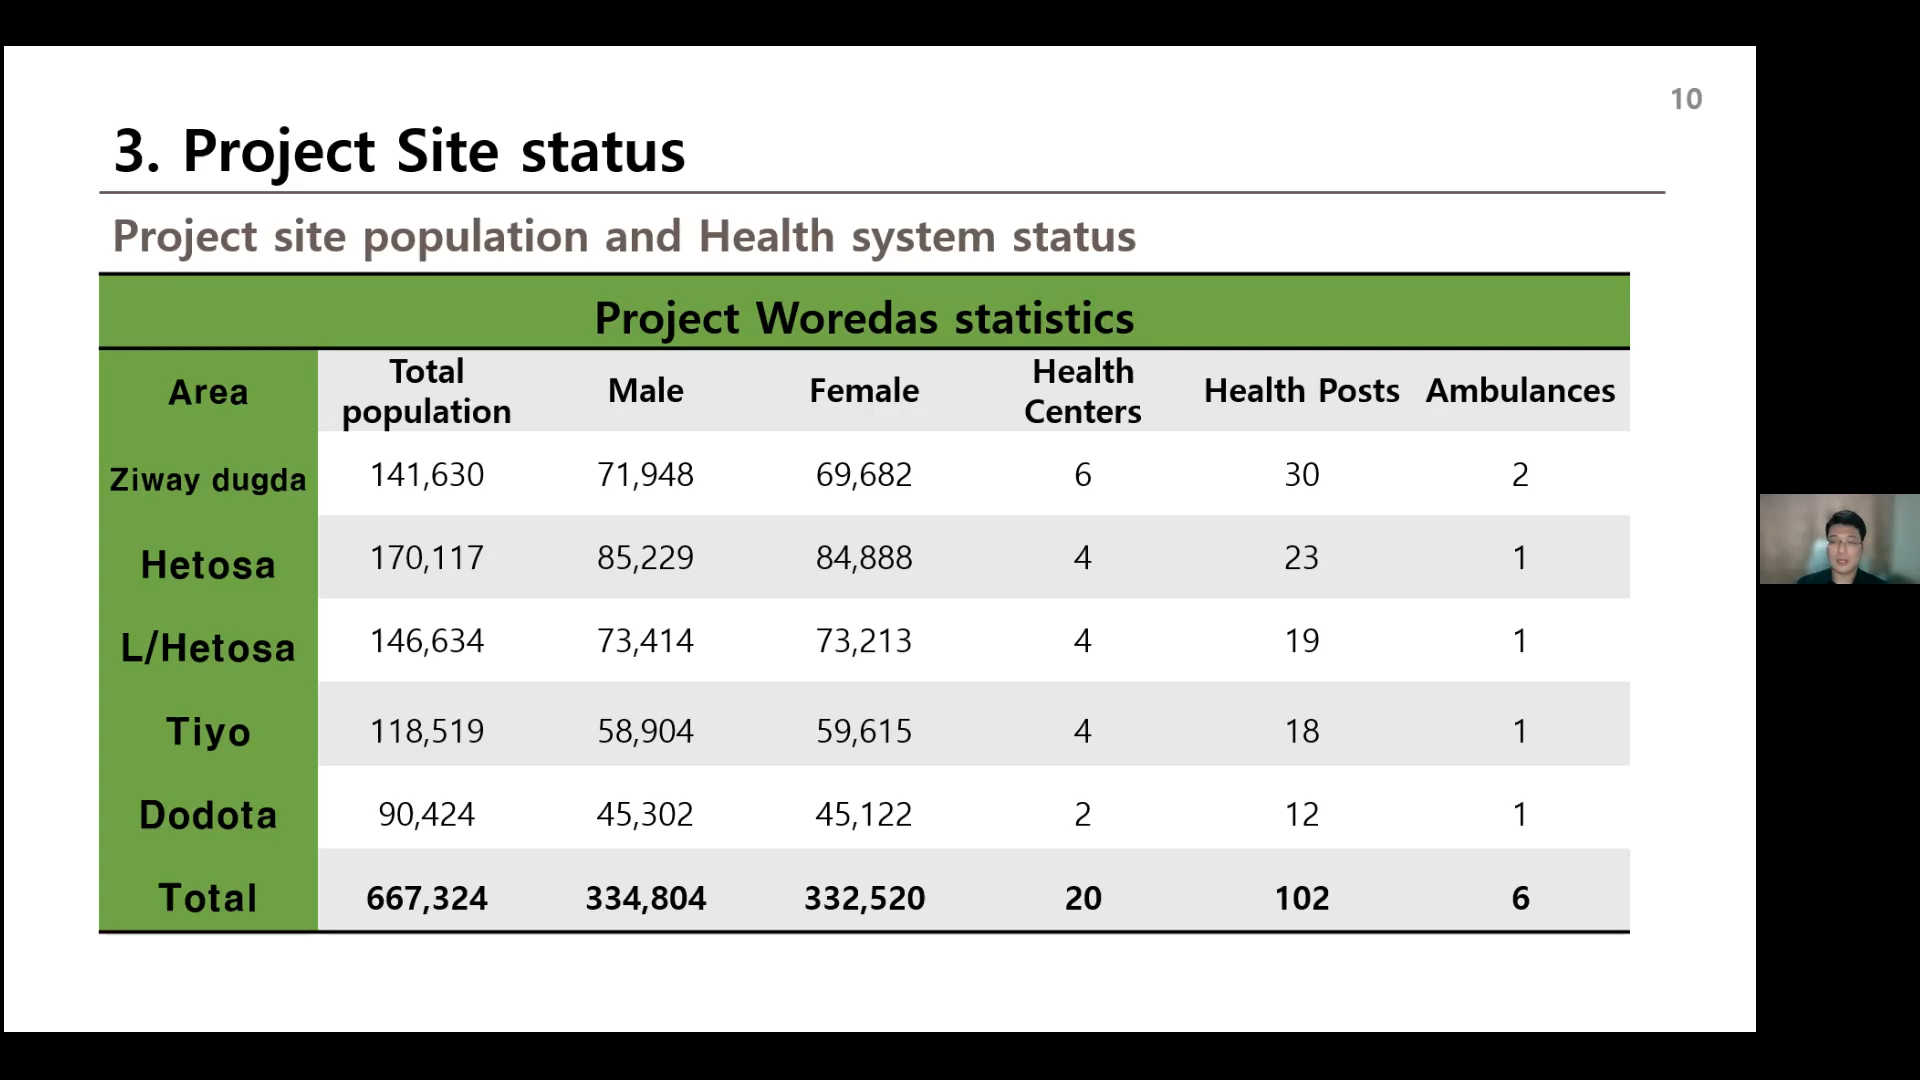 10
3. Project Site status
Project site population and Health system status
Project Woredas statistics
Area Total population Male Female Health Centers Health Posts Ambulances
Ziway dugda 141,630 71,948 69,682 6 30 2
Hetosa 170,117 85,229 84,888 4 23 1
L/Hetosa 146,634 73,414 73,213 4 19 1
Tiyo 118,519 58,904 59,615 4 18 1
Dodota 90,424 45,302 45,122 2 12 1
Total 667,324 334,804 332,520 20 102 6